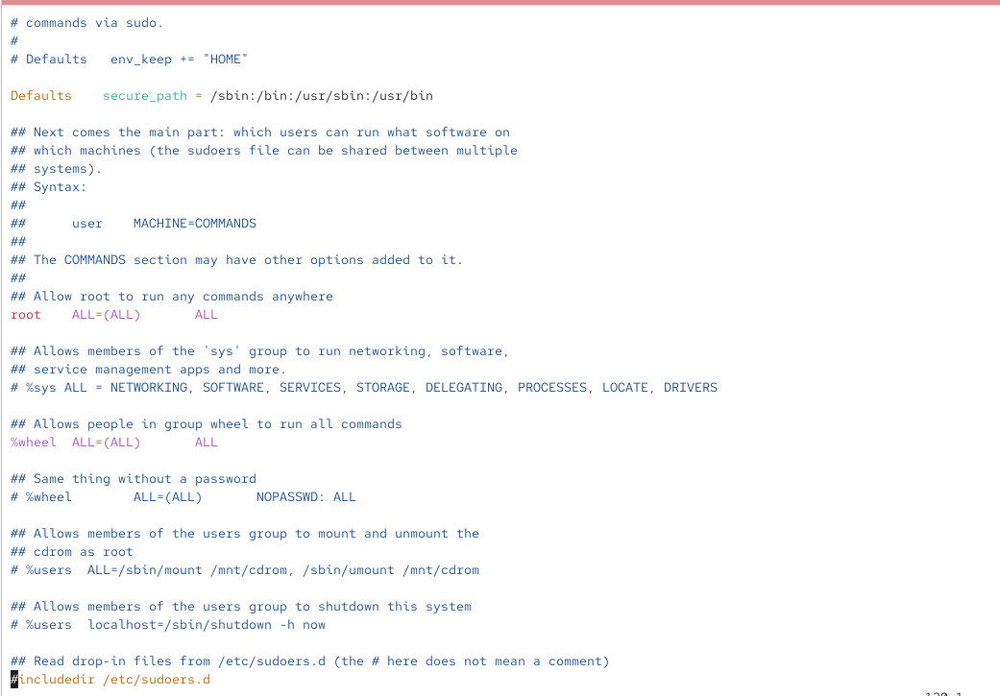 # commands via sudo.
#
# Defaults   env_keep += "HOME"
Defaults    secure_path = /sbin:/bin:/usr/sbin:/usr/bin
## Next comes the main part: which users can run what software on
## which machines (the sudoers file can be shared between multiple
## systems).
## Syntax:
##
##      user    MACHINE=COMMANDS
##
## The COMMANDS section may have other options added to it.
##
## Allow root to run any commands anywhere
root    ALL=(ALL)       ALL
## Allows members of the 'sys' group to run networking, software,
## service management apps and more.
# %sys ALL = NETWORKING, SOFTWARE, SERVICES, STORAGE, DELEGATING, PROCESSES, LOCATE, DRIVERS
## Allows people in group wheel to run all commands
%wheel  ALL=(ALL)       ALL
## Same thing without a password
# %wheel        ALL=(ALL)       NOPASSWD: ALL
## Allows members of the users group to mount and unmount the
## cdrom as root
# %users  ALL=/sbin/mount /mnt/cdrom, /sbin/umount /mnt/cdrom
## Allows members of the users group to shutdown this system
# %users  localhost=/sbin/shutdown -h now
## Read drop-in files from /etc/sudoers.d (the # here does not mean a comment)
#includedir /etc/sudoers.d